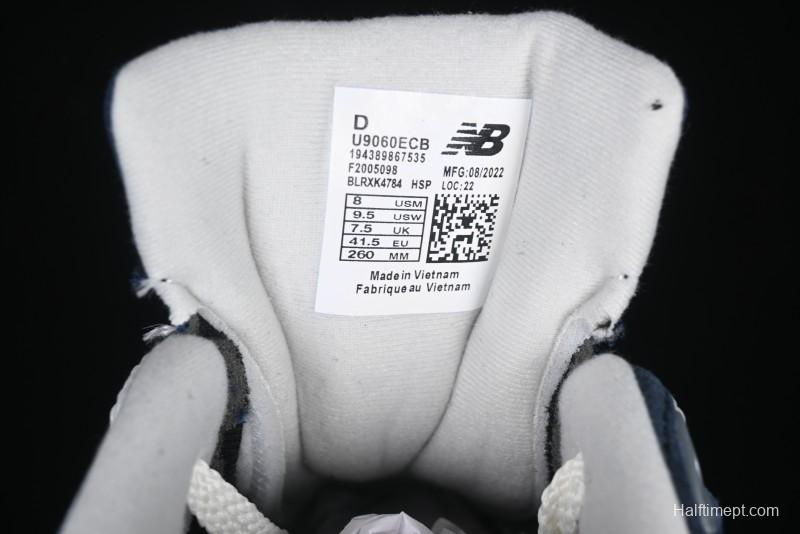 D
U9060ECB
194389867535
F2005098 MFG:08/2022
BLRXK4784 HSP LOC:22
8 USM
9.5 USW
7.5 UK
41.5 EU
260 MM
NB
Made in Vietnam
Fabrique au Vietnam
Halftimept.com